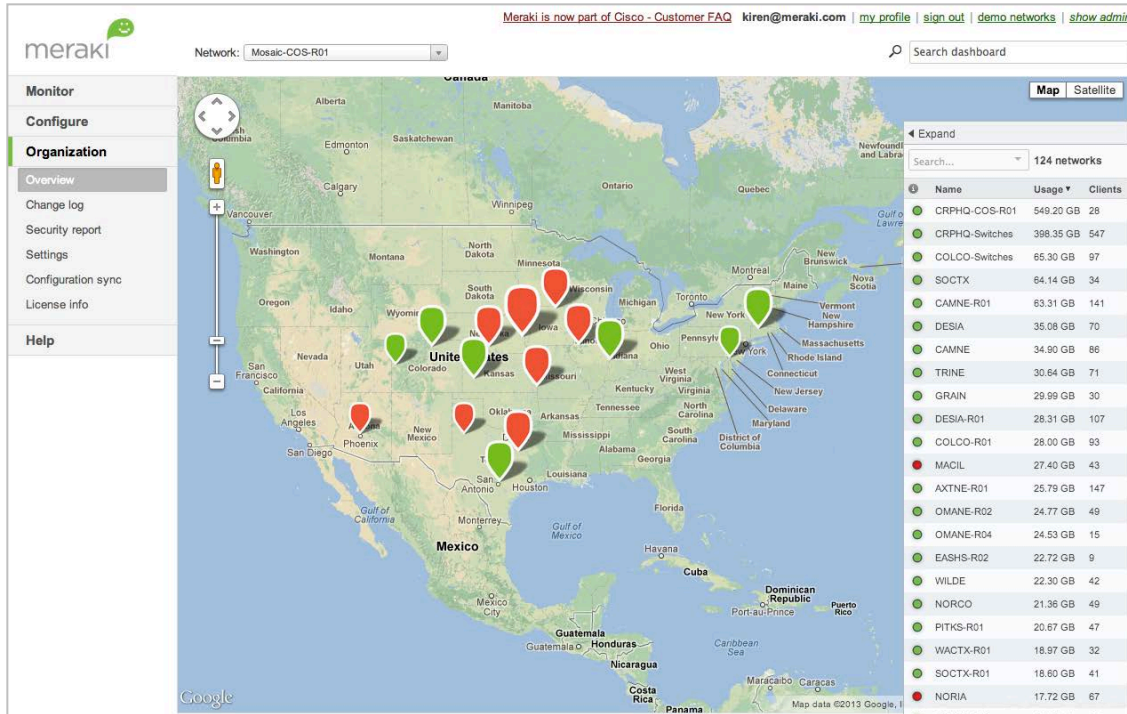 Meraki is now part of Cisco - Customer FAQ kiren@meraki.com | my profile | sign out | demo networks | show admin
meraki
Network: Mosaic-COS-R01
Search dashboard
Monitor
Configure
Organization
Overview
Change log
Security report
Settings
Configuration sync
License info
Help
Map Satellite
Canada
Alberta
Manitoba
Edmonton
Saskatchewan
Calgary
Ontario
Quebec
Winnipeg
Vancouver
Washington
Montana
North Dakota
Minnesota
Montreal
New Brunswick
Maine
Nova Scotia
South Dakota
Wisconsin
Michigan
Toronto
Vermont
New Hampshire
Oregon
Idaho
New York
Massachusetts
Rhode Island
Connecticut
New Jersey
Delaware
Maryland
District of Columbia
Nevada
Utah
Colorado
Kansas
Ohio
West Virginia
Virginia
Kentucky
San Francisco
California
Los Angeles
San Diego
Phoenix
New Mexico
Arkansas
Tennessee
North Carolina
South Carolina
Mississippi
Alabama
Georgia
Louisiana
San Antonio
Houston
Florida
Gulf of California
Monterrey
Gulf of Mexico
Mexico
Havana
Cuba
Dominican Republic
Port-au-Prince
Puerto Rico
Mexico City
Guatemala
Guatemala
Honduras
Caribbean Sea
Nicaragua
Costa Rica
Panama
Maracaibo
Caracas
Google
Map data ©2013 Google,
Expand
Search... 124 networks
Name Usage Clients
CRPHQ-COS-R01 549.20 GB 28
CRPHQ-Switches 398.35 GB 547
COLCO-Switches 65.30 GB 97
SOCTX 64.14 GB 34
CAMNE-R01 63.31 GB 141
DESIA 35.08 GB 70
CAMNE 34.90 GB 86
TRINE 30.64 GB 71
GRAIN 29.99 GB 30
DESIA-R01 28.31 GB 107
COLCO-R01 28.00 GB 93
MACIL 27.40 GB 43
AXTNE-R01 25.79 GB 147
OMANE-R02 24.77 GB 49
OMANE-R04 24.53 GB 15
EASHS-R02 22.72 GB 9
WILDE 22.30 GB 42
NORCO 21.36 GB 49
PITKS-R01 20.67 GB 47
WACTX-R01 18.97 GB 32
SOCTX-R01 18.60 GB 41
NORIA 17.72 GB 67